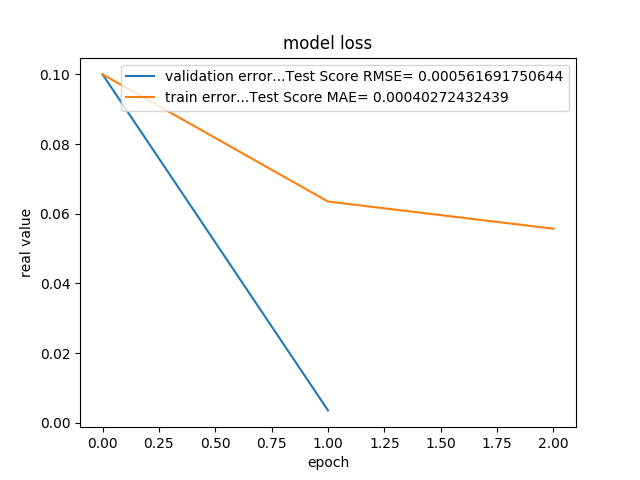 model loss
validation error...Test Score RMSE= 0.000561691750644
train error...Test Score MAE= 0.00040272432439
real value
0.10
0.08
0.06
0.04
0.02
0.00
0.00 0.25 0.50 0.75 1.00 1.25 1.50 1.75 2.00
epoch